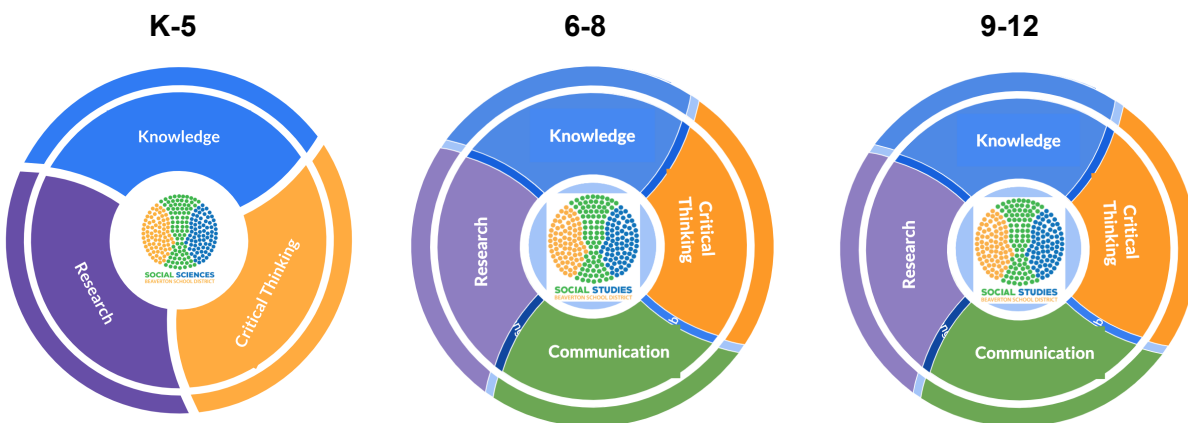 K-5
6-8
9-12
Knowledge
Research
Critical Thinking
SOCIAL SCIENCES
BEAVERTON SCHOOL DISTRICT
Knowledge
Research
Critical
Thinking
Communication
SOCIAL STUDIES
BEAVERTON SCHOOL DISTRICT
Knowledge
Research
Critical
Thinking
Communication
SOCIAL STUDIES
BEAVERTON SCHOOL DISTRICT